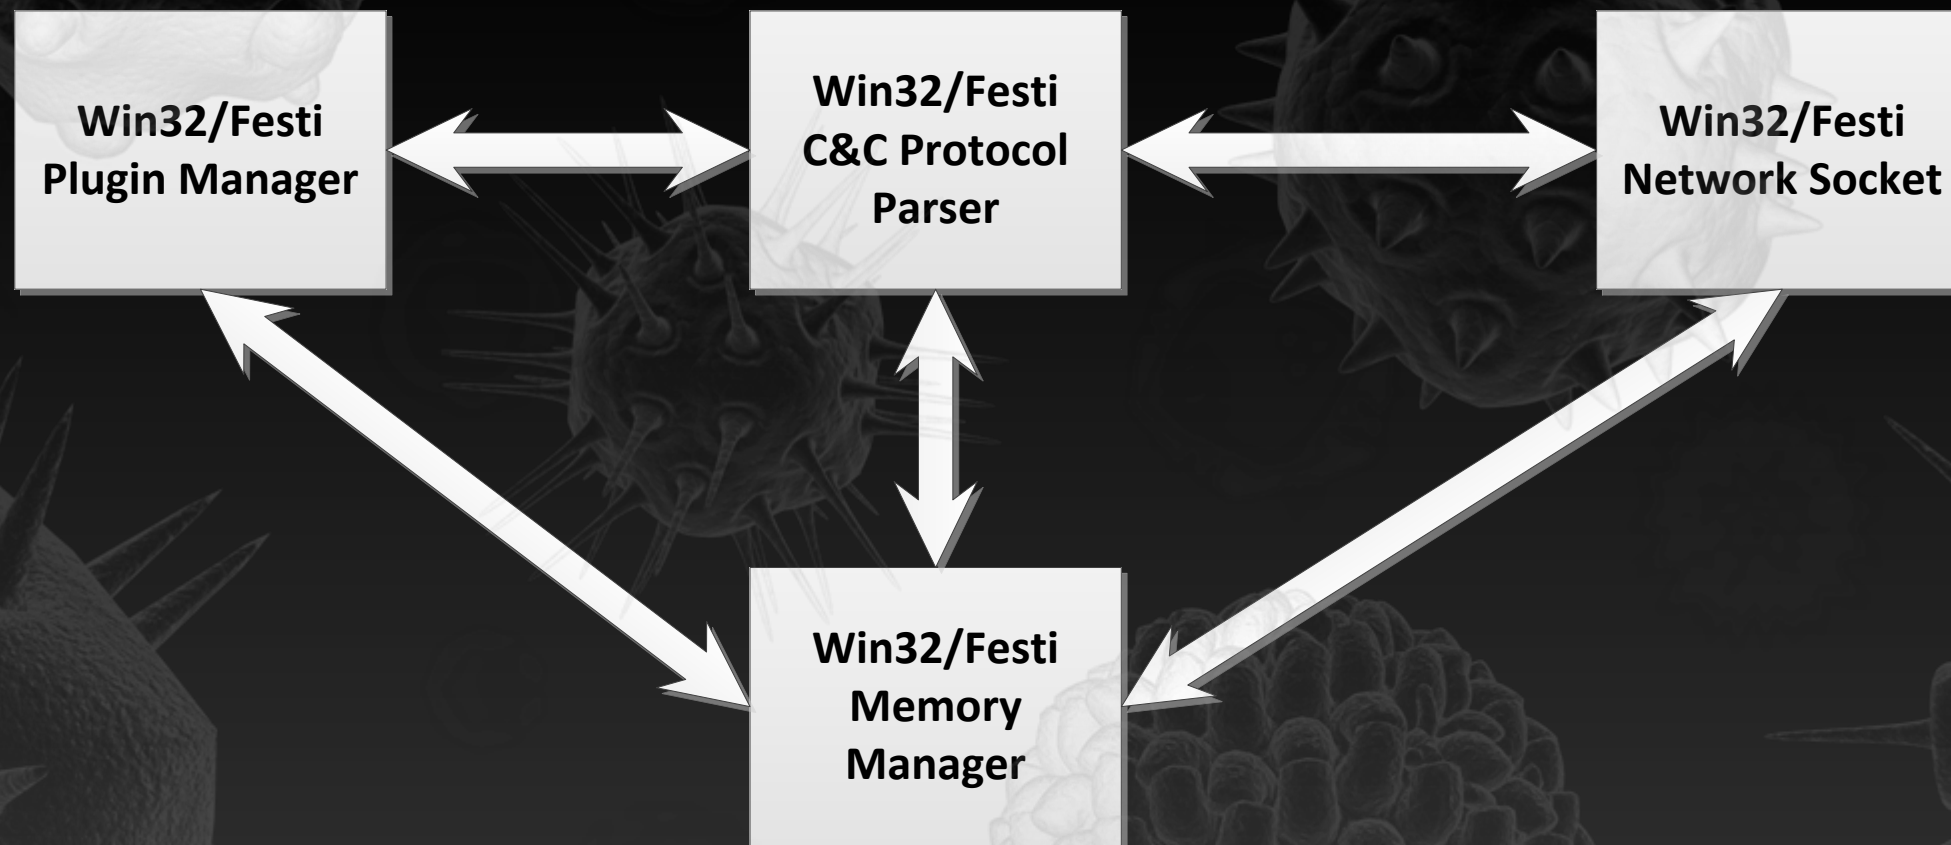 Win32/Festi
Plugin Manager
Win32/Festi
C&C Protocol
Parser
Win32/Festi
Network Socket
Win32/Festi
Memory
Manager